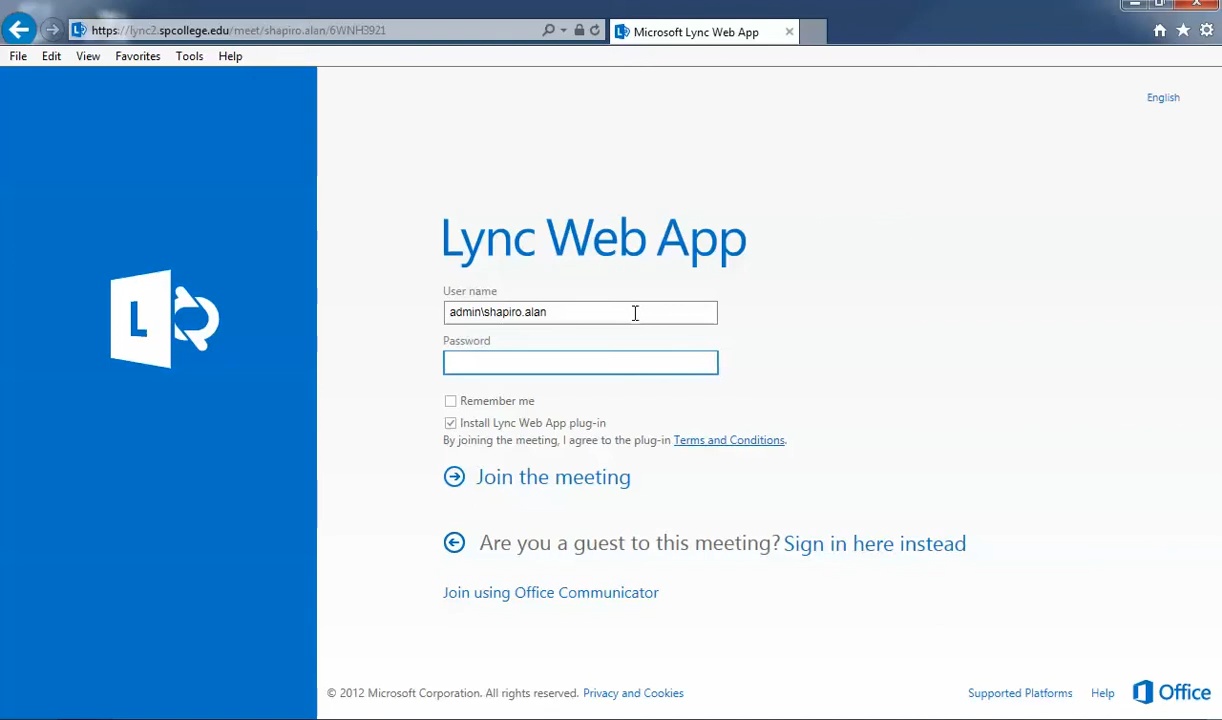 https://lync2.spcollege.edu/meet/shapiro.alan/6WNH3921
Microsoft Lync Web App
File Edit View Favorites Tools Help
English
L
Lync Web App
User name
admin\shapiro.alan
Password
Remember me
Install Lync Web App plug-in
By joining the meeting, I agree to the plug-in Terms and Conditions.
Join the meeting
Are you a guest to this meeting? Sign in here instead
Join using Office Communicator
© 2012 Microsoft Corporation. All rights reserved. Privacy and Cookies Supported Platforms Help Office